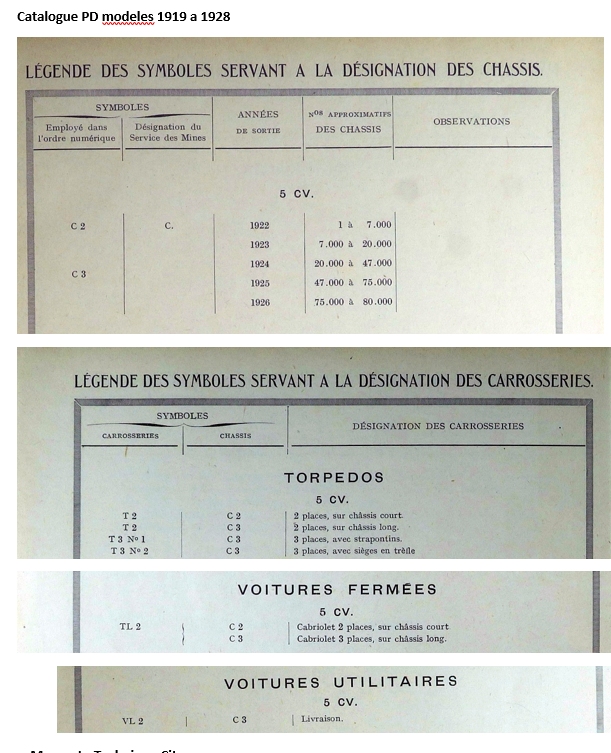 Catalogue PD modeles 1919 a 1928
LÉGENDE DES SYMBOLES SERVANT A LA DÉSIGNATION DES CHASSIS.
SYMBOLES
Employé dans l'ordre numérique
Désignation du Service des Mines
ANNÉES DE SORTIE
Nos APPROXIMATIFS DES CHASSIS
OBSERVATIONS
5 CV.
C 2 C. 1922 1 à 7.000
1923 7.000 à 20.000
1924 20.000 à 47.000
C 3
1925 47.000 à 75.000
1926 75.000 à 80.000
LÉGENDE DES SYMBOLES SERVANT A LA DÉSIGNATION DES CARROSSERIES.
SYMBOLES
CARROSSERIES CHASSIS DÉSIGNATION DES CARROSSERIES
TORPEDOS
5 CV.
T 2 C 2 2 places, sur châssis court.
T 2 C 3 2 places, sur châssis long.
T 3 No 1 C 3 3 places, avec strapontins.
T 3 No 2 C 3 3 places, avec sièges en trèfle
VOITURES FERMÉES
5 CV.
TL 2 C 2 Cabriolet 2 places, sur châssis court
C 3 Cabriolet 3 places, sur châssis long.
VOITURES UTILITAIRES
5 CV.
VL 2 C 3 Livraison.